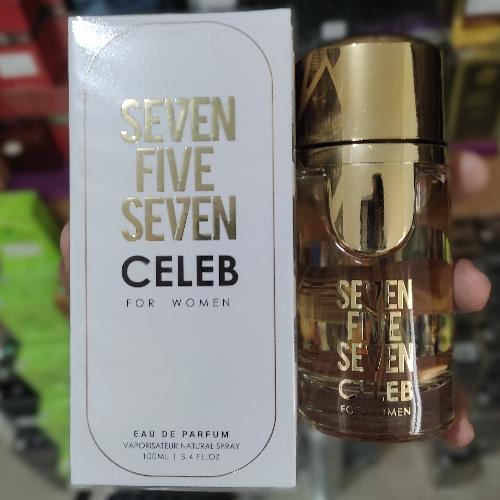 SEVEN
FIVE
SEVEN
CELEB
FOR WOMEN
EAU DE PARFUM
VAPORISATEUR NATURAL SPRAY
100ML | 3.4 FL.OZ
SEVEN
FIVE
SEVEN
CELEB
FOR WOMEN